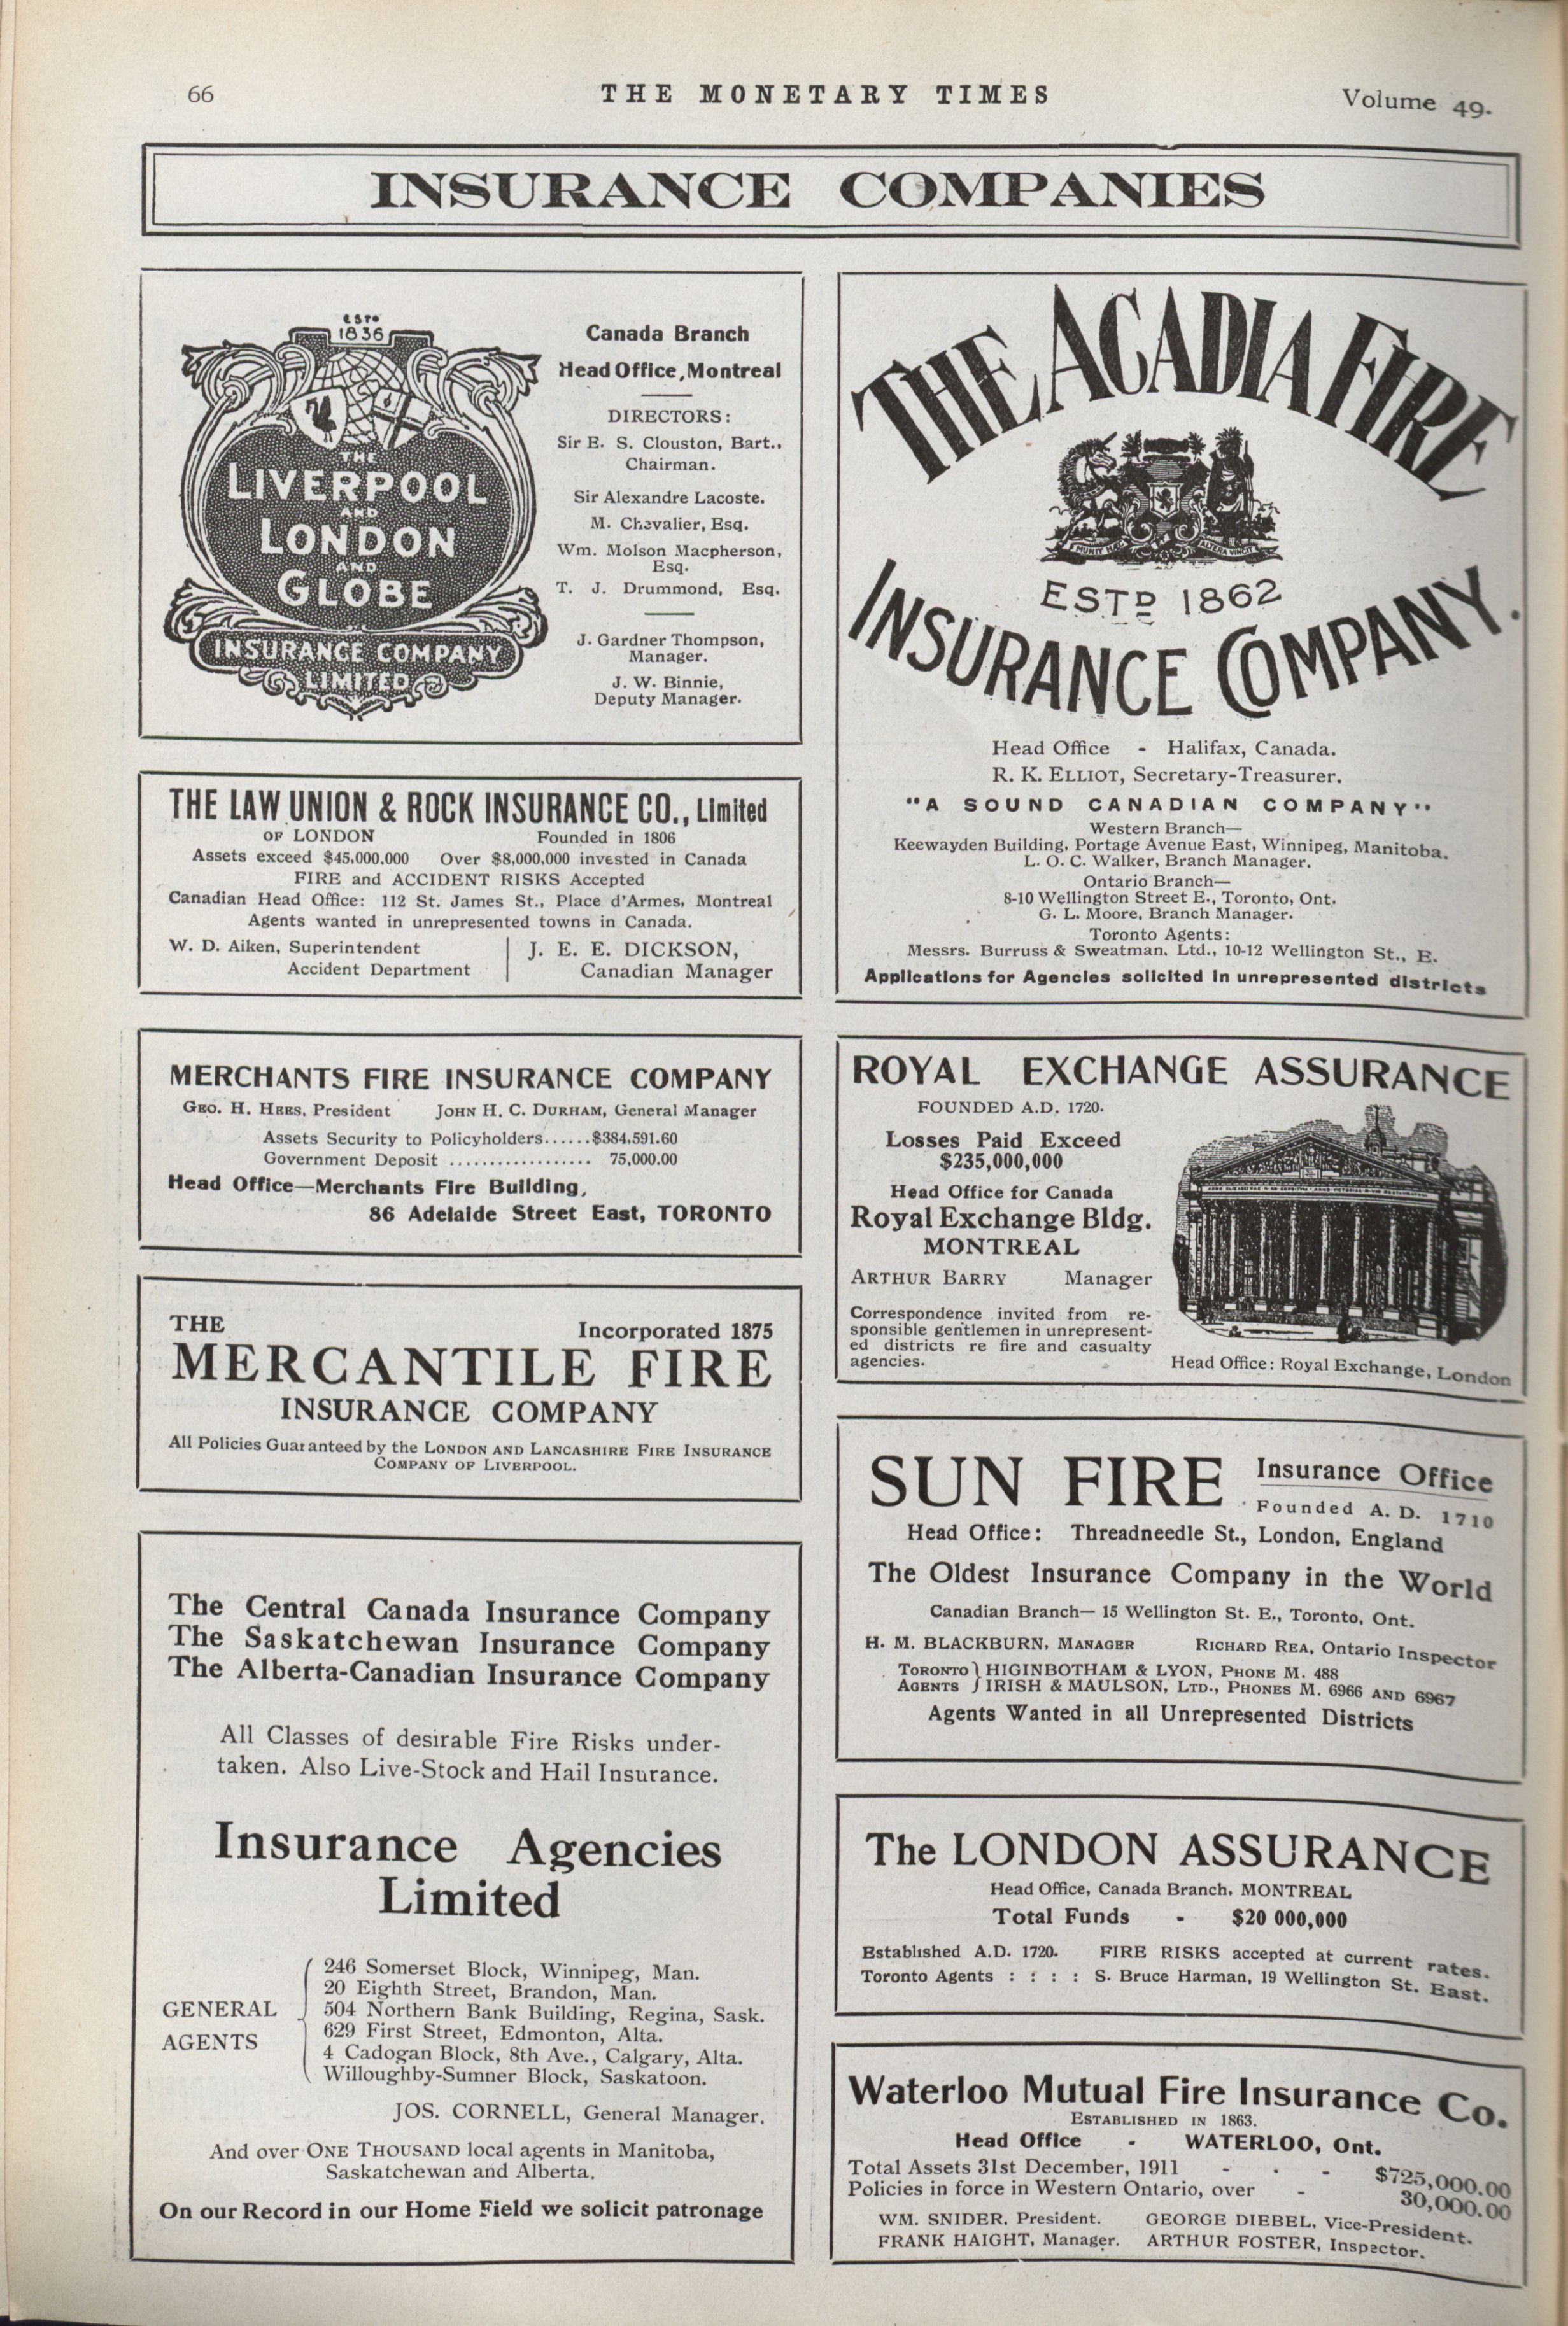 66
THE MONETARY TIMES
Volume 49.
INSURANCE COMPANIES
ESTD
1836
THE
LIVERPOOL
AND
LONDON
AND
GLOBE
INSURANCE COMPANY
LIMITED
Canada Branch
Head Office, Montreal
DIRECTORS:
Sir E. S. Clouston, Bart.,
Chairman.
Sir Alexandre Lacoste.
M. Chevalier, Esq.
Wm. Molson Macpherson,
Esq.
T. J. Drummond, Esq.
J. Gardner Thompson,
Manager.
J. W. Binnie,
Deputy Manager.
THE LAW UNION & ROCK INSURANCE CO., Limited
OF LONDON Founded in 1806
Assets exceed $45,000,000 Over $8,000,000 invested in Canada
FIRE and ACCIDENT RISKS Accepted
Canadian Head Office: 112 St. James St., Place d'Armes, Montreal
Agents wanted in unrepresented towns in Canada.
W. D. Aiken, Superintendent
Accident Department
J. E. E. DICKSON,
Canadian Manager
MERCHANTS FIRE INSURANCE COMPANY
GEO. H. HEES, President JOHN H. C. DURHAM, General Manager
Assets Security to Policyholders......$384,591.60
Government Deposit .................. 75,000.00
Head Office—Merchants Fire Building,
86 Adelaide Street East, TORONTO
THE Incorporated 1875
MERCANTILE FIRE
INSURANCE COMPANY
All Policies Guaranteed by the LONDON AND LANCASHIRE FIRE INSURANCE
COMPANY OF LIVERPOOL.
The Central Canada Insurance Company
The Saskatchewan Insurance Company
The Alberta-Canadian Insurance Company
All Classes of desirable Fire Risks under-
taken. Also Live-Stock and Hail Insurance.
Insurance Agencies
Limited
GENERAL
AGENTS
246 Somerset Block, Winnipeg, Man.
20 Eighth Street, Brandon, Man.
504 Northern Bank Building, Regina, Sask.
629 First Street, Edmonton, Alta.
4 Cadogan Block, 8th Ave., Calgary, Alta.
Willoughby-Sumner Block, Saskatoon.
JOS. CORNELL, General Manager.
And over ONE THOUSAND local agents in Manitoba,
Saskatchewan and Alberta.
On our Record in our Home Field we solicit patronage
THE ACADIA FIRE
MUNIT HÆC ALTERA VINCIT
ESTD 1862
INSURANCE COMPANY.
Head Office - Halifax, Canada.
R. K. ELLIOT, Secretary-Treasurer.
"A SOUND CANADIAN COMPANY"
Western Branch—
Keewayden Building, Portage Avenue East, Winnipeg, Manitoba.
L. O. C. Walker, Branch Manager.
Ontario Branch—
8-10 Wellington Street E., Toronto, Ont.
G. L. Moore, Branch Manager.
Toronto Agents:
Messrs. Burruss & Sweatman, Ltd., 10-12 Wellington St., E.
Applications for Agencies solicited in unrepresented districts
ROYAL EXCHANGE ASSURANCE
FOUNDED A.D. 1720.
Losses Paid Exceed
$235,000,000
Head Office for Canada
Royal Exchange Bldg.
MONTREAL
ARTHUR BARRY Manager
Correspondence invited from re-
sponsible gentlemen in unrepresent-
ed districts re fire and casualty
agencies.
Head Office: Royal Exchange, London
SUN FIRE Insurance Office
Founded A. D. 1710
Head Office: Threadneedle St., London, England
The Oldest Insurance Company in the World
Canadian Branch— 15 Wellington St. E., Toronto, Ont.
H. M. BLACKBURN, MANAGER RICHARD REA, Ontario Inspector
TORONTO } HIGINBOTHAM & LYON, PHONE M. 488
AGENTS } IRISH & MAULSON, LTD., PHONES M. 6966 AND 6967
Agents Wanted in all Unrepresented Districts
The LONDON ASSURANCE
Head Office, Canada Branch, MONTREAL
Total Funds - $20 000,000
Established A.D. 1720. FIRE RISKS accepted at current rates.
Toronto Agents : : : : S. Bruce Harman, 19 Wellington St. East.
Waterloo Mutual Fire Insurance Co.
ESTABLISHED IN 1863.
Head Office - WATERLOO, Ont.
Total Assets 31st December, 1911 - - - $725,000.00
Policies in force in Western Ontario, over - 30,000.00
WM. SNIDER, President. GEORGE DIEBEL, Vice-President.
FRANK HAIGHT, Manager. ARTHUR FOSTER, Inspector.